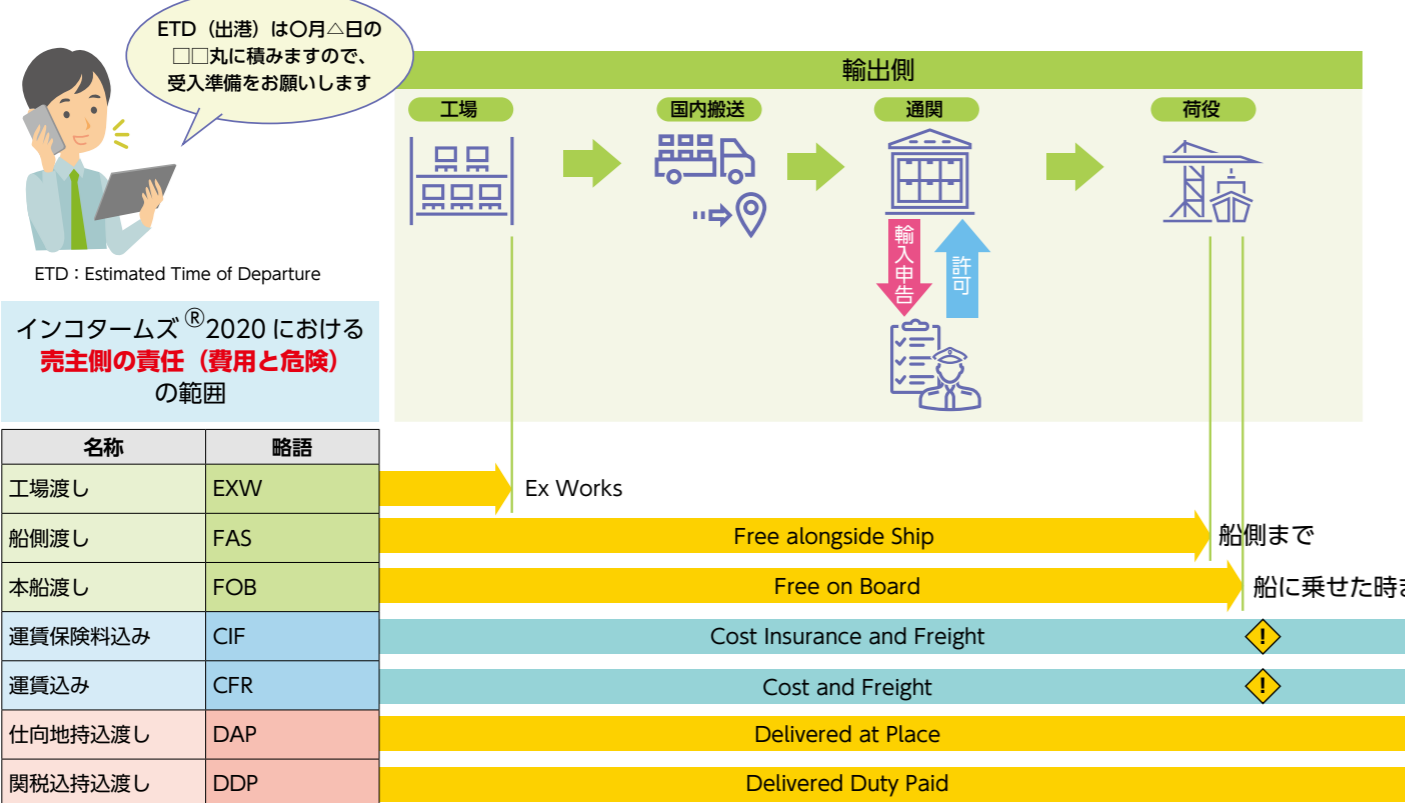 ETD（出港）は〇月△日の
□□丸に積みますので、
受入準備をお願いします
ETD：Estimated Time of Departure
輸出側
工場
国内搬送
通関
荷役
輸入申告
許可
インコタームズ®2020 における
売主側の責任（費用と危険）
の範囲
名称 略語
工場渡し EXW Ex Works
船側渡し FAS Free alongside Ship 船側まで
本船渡し FOB Free on Board 船に乗せた時
運賃保険料込み CIF Cost Insurance and Freight !
運賃込み CFR Cost and Freight !
仕向地持込渡し DAP Delivered at Place
関税込持込渡し DDP Delivered Duty Paid